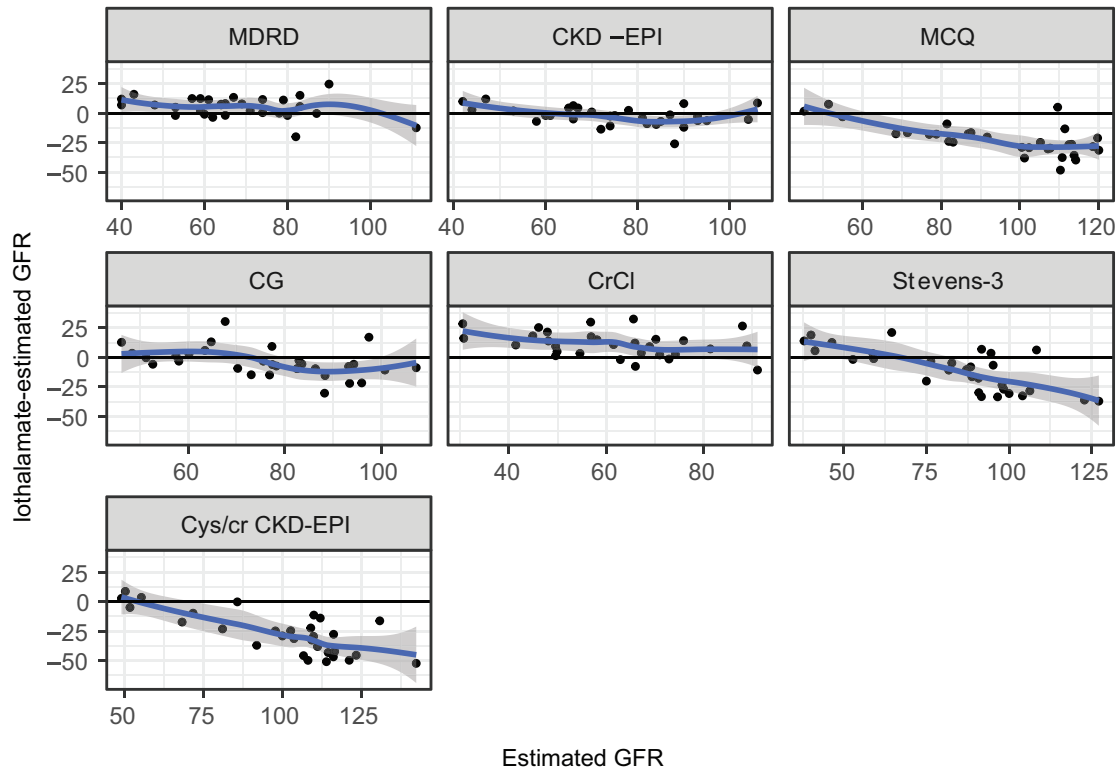 MDRD CKD –EPI MCQ
25
0
–25
–50
40 60 80 100 40 60 80 100 60 80 100 120
CG CrCl Stevens-3
25
0
–25
–50
60 80 100 40 60 80 50 75 100 125
Cys/cr CKD-EPI
25
0
–25
–50
50 75 100 125
Iothalamate-estimated GFR
Estimated GFR